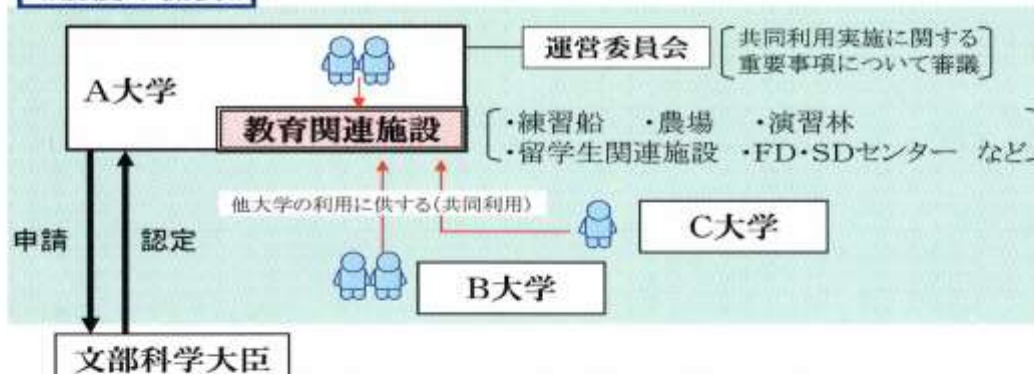 A大学
運営委員会
共同利用実施に関する
重要事項について審議
教育関連施設
・練習船 ・農場 ・演習林
・留学生関連施設 ・FD・SDセンター など
他大学の利用に供する(共同利用)
C大学
申請
認定
B大学
文部科学大臣